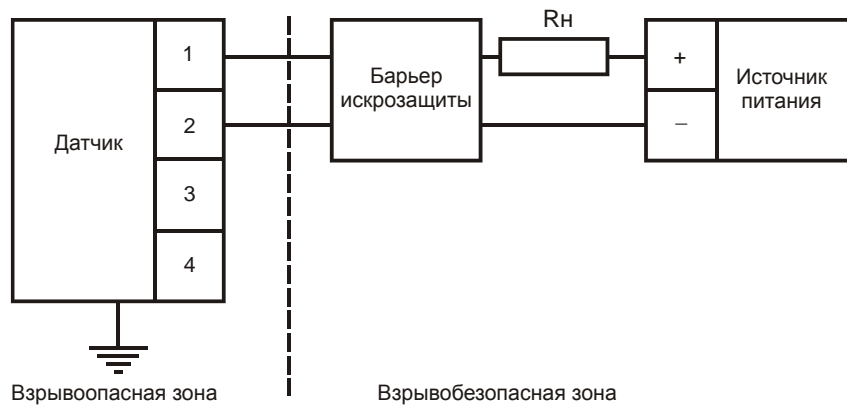 Датчик
1
2
3
4
Барьер
искрозащиты
Rн
+
–
Источник
питания
Взрывоопасная зона
Взрывобезопасная зона